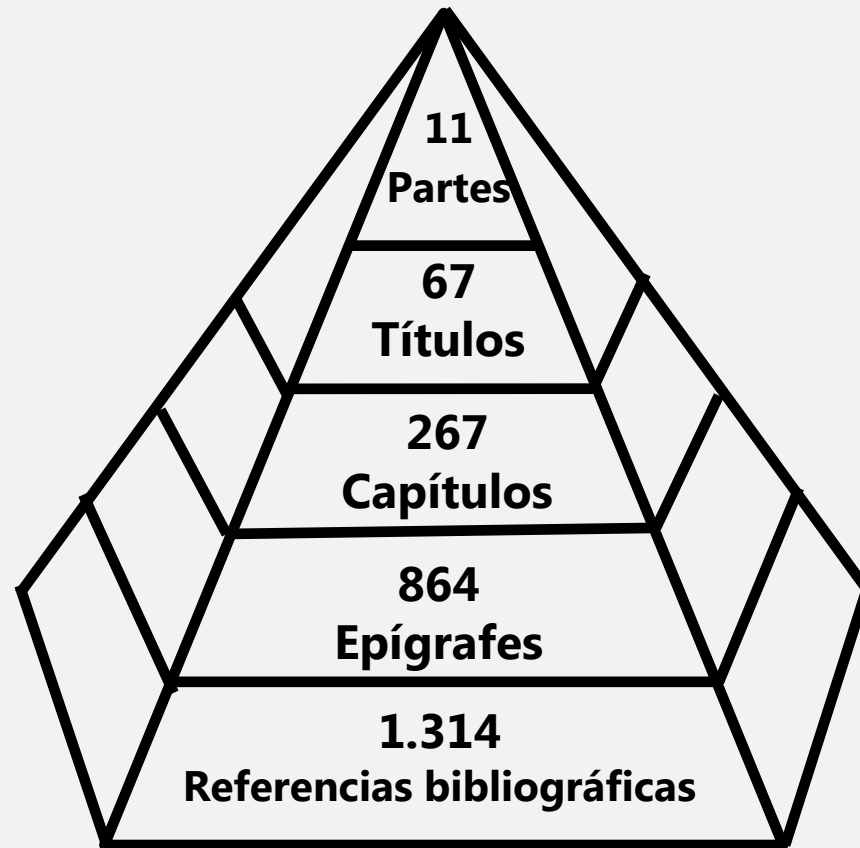 11
Partes
67
Títulos
267
Capítulos
864
Epígrafes
1.314
Referencias bibliográficas